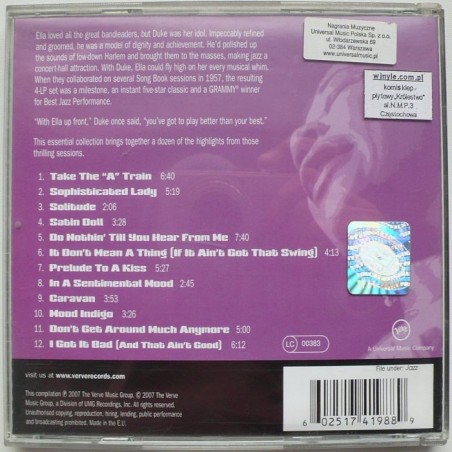 Ella loved all the great bandleaders, but Duke was her idol. Impeccably refined
and groomed, he was a model of dignity and achievement. He'd polished up
the sounds of low-down Harlem and brought them to the masses, making jazz
a concert-hall attraction. With Duke, Ella could fly high on her every musical whim.
When they collaborated on several Song Book sessions in 1957, the resulting
4-LP set was a milestone, an instant five-star classic and a GRAMMY® winner
for Best Jazz Performance.
"With Ella up front," Duke once said, "you've got to play better than your best."
This essential collection brings together a dozen of the highlights from those
thrilling sessions.
1. Take The "A" Train 6:40
2. Sophisticated Lady 5:19
3. Solitude 2:06
4. Satin Doll 3:28
5. Do Nothin' Till You Hear From Me 7:40
6. It Don't Mean A Thing (If It Ain't Got That Swing) 4:13
7. Prelude To A Kiss 5:27
8. In A Sentimental Mood 2:45
9. Caravan 3:53
10. Mood Indigo 3:26
11. Don't Get Around Much Anymore 5:00
12. I Got It Bad (And That Ain't Good) 6:12
Nagrania Muzyczne
Universal Music Polska Sp. z o.o.
ul. Włodarzewska 69
02-384 Warszawa
www.universalmusic.pl
winyle.com.pl
komis sklep -
płytowy „Królestwo"
al.N.M.P.3
Częstochowa
LC 00383
VERVE
A Universal Music Company
visit us at www.ververecords.com
This compilation ℗ 2007 The Verve Music Group. © 2007 The Verve
Music Group, a Division of UMG Recordings, Inc. All Rights Reserved.
Unauthorised copying, reproduction, hiring, lending, public performance
and broadcasting prohibited. Made in the E.U.
File under: Jazz
6 02517 41988 9